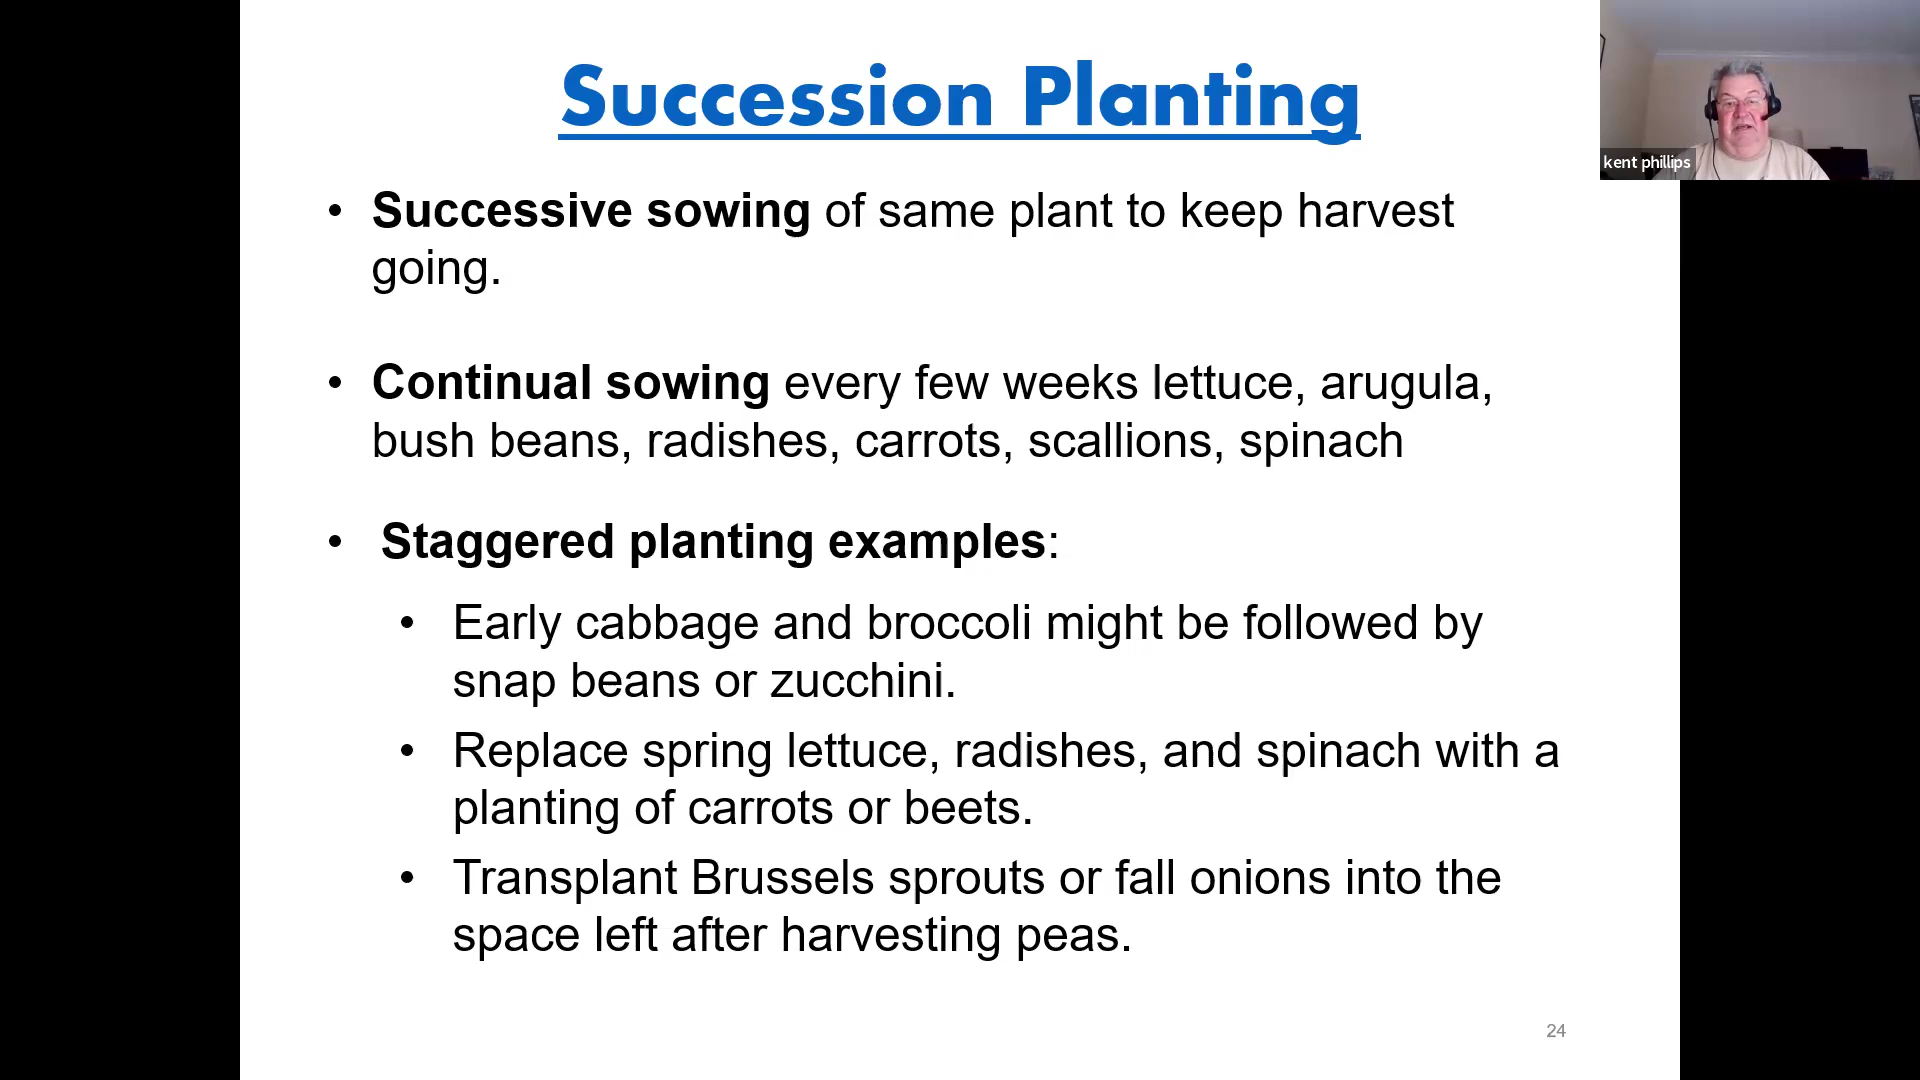 Succession Planting
kent phillips
• Successive sowing of same plant to keep harvest
going.
• Continual sowing every few weeks lettuce, arugula,
bush beans, radishes, carrots, scallions, spinach
• Staggered planting examples:
• Early cabbage and broccoli might be followed by
snap beans or zucchini.
• Replace spring lettuce, radishes, and spinach with a
planting of carrots or beets.
• Transplant Brussels sprouts or fall onions into the
space left after harvesting peas.
24